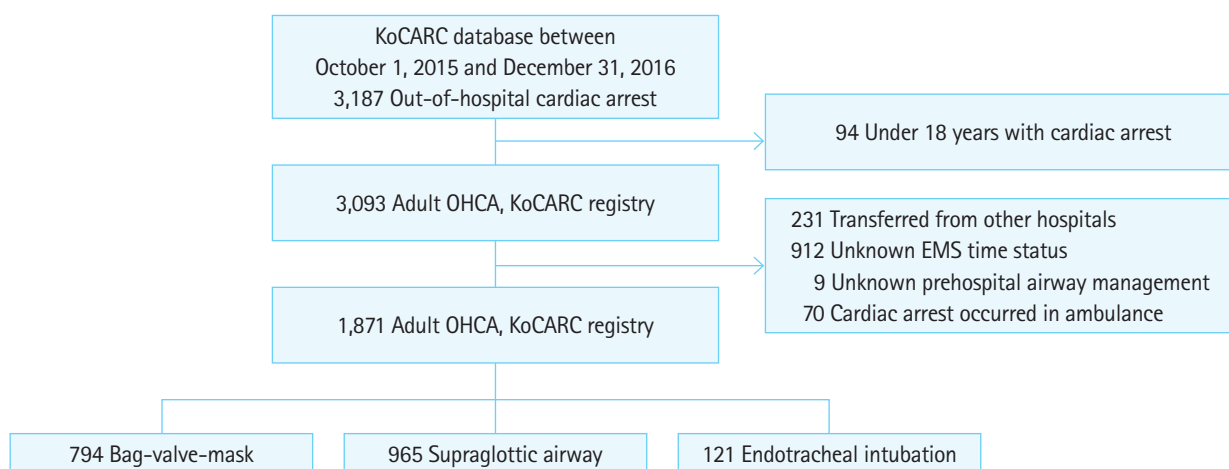 KoCARC database between
October 1, 2015 and December 31, 2016
3,187 Out-of-hospital cardiac arrest
94 Under 18 years with cardiac arrest
3,093 Adult OHCA, KoCARC registry
231 Transferred from other hospitals
912 Unknown EMS time status
9 Unknown prehospital airway management
70 Cardiac arrest occurred in ambulance
1,871 Adult OHCA, KoCARC registry
794 Bag-valve-mask
965 Supraglottic airway
121 Endotracheal intubation